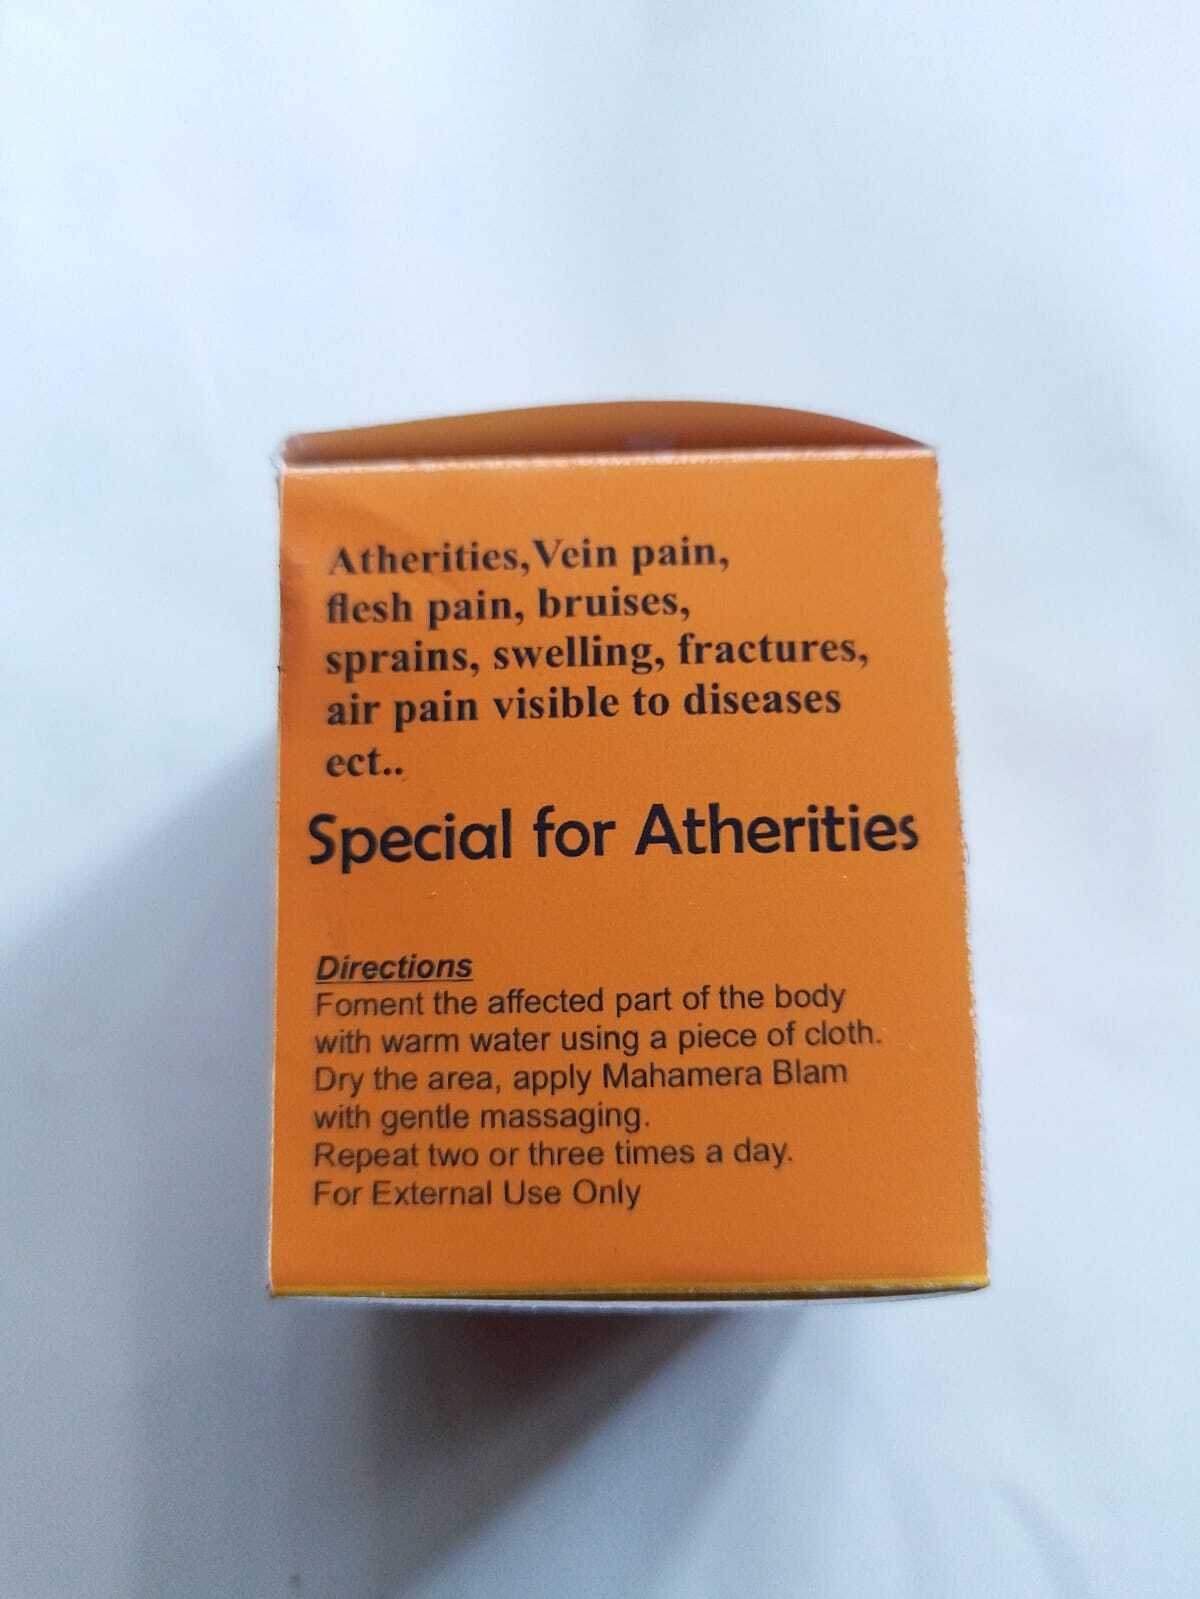 Atherities,Vein pain,
flesh pain, bruises,
sprains, swelling, fractures,
air pain visible to diseases
ect..
Special for Atherities
Directions
Foment the affected part of the body
with warm water using a piece of cloth.
Dry the area, apply Mahamera Blam
with gentle massaging.
Repeat two or three times a day.
For External Use Only